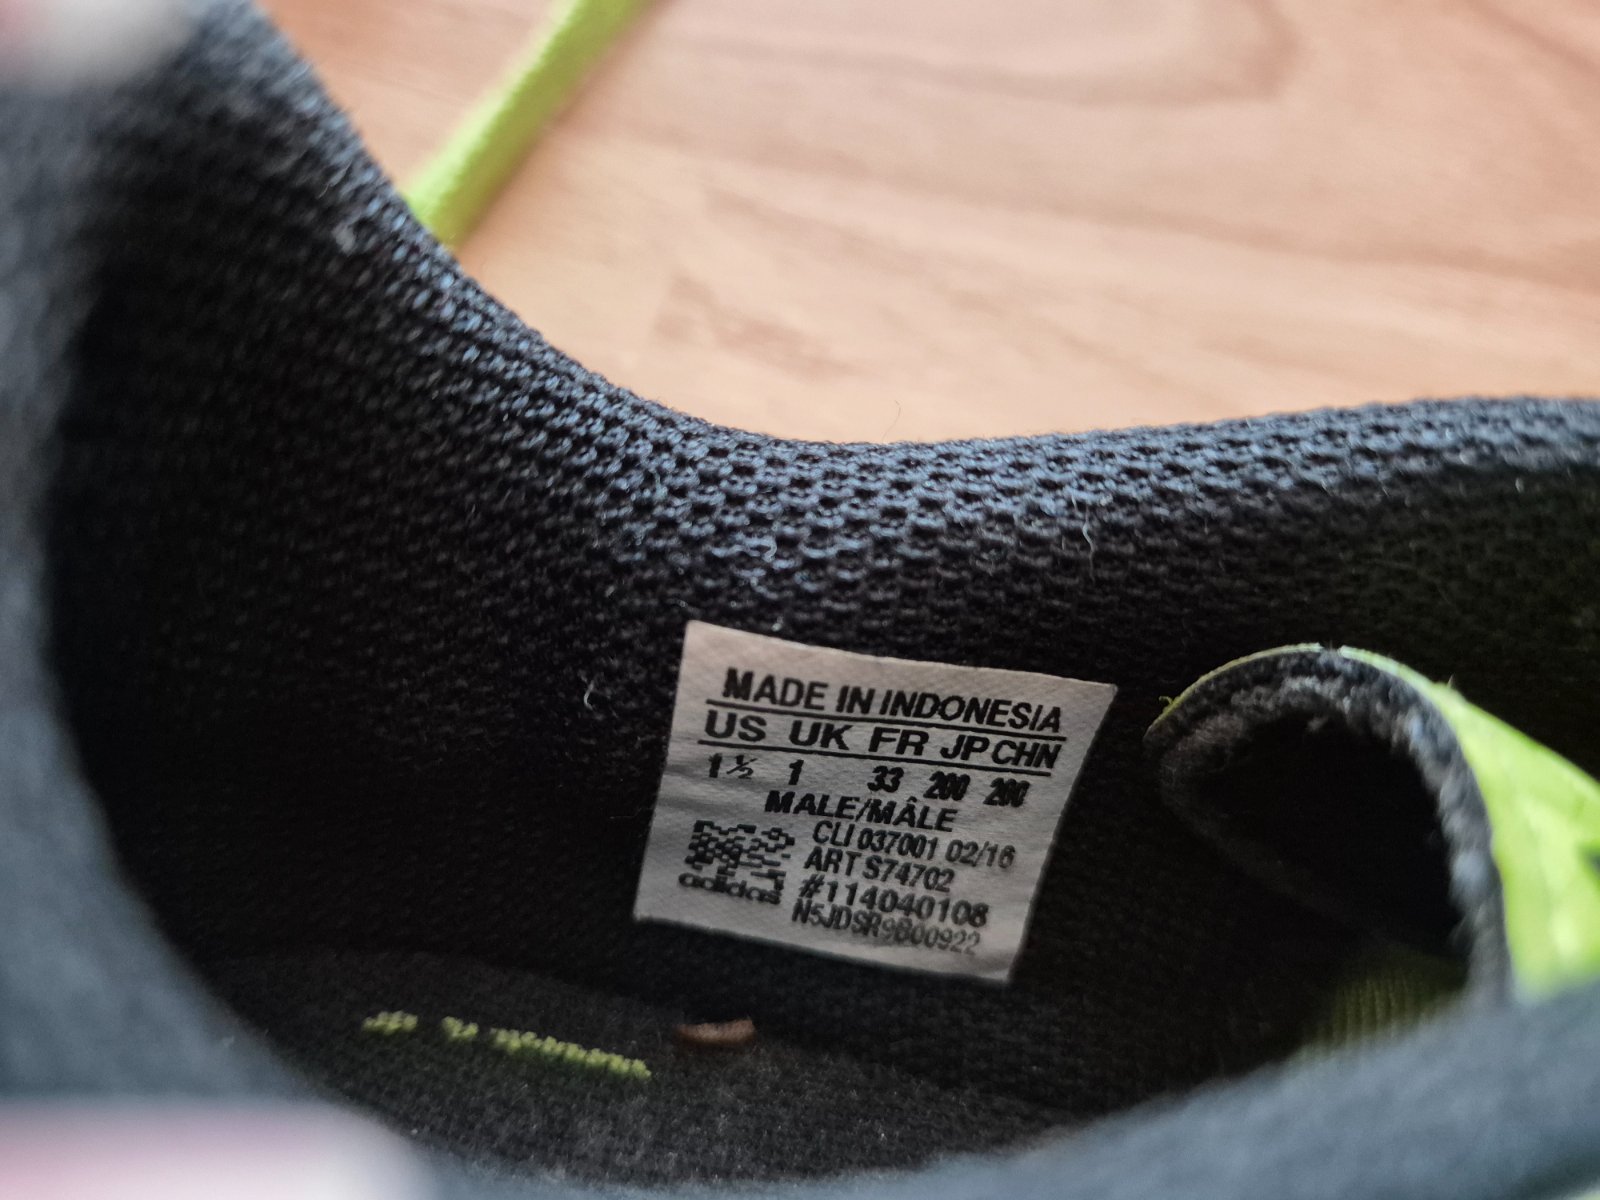 MADE IN INDONESIA
US UK FR JP CHN
1½ 1 33 200 200
MALE/MÂLE
CLI 037001 02/16
ART S74702
#114040108
N5JDSR9B00922
adidas